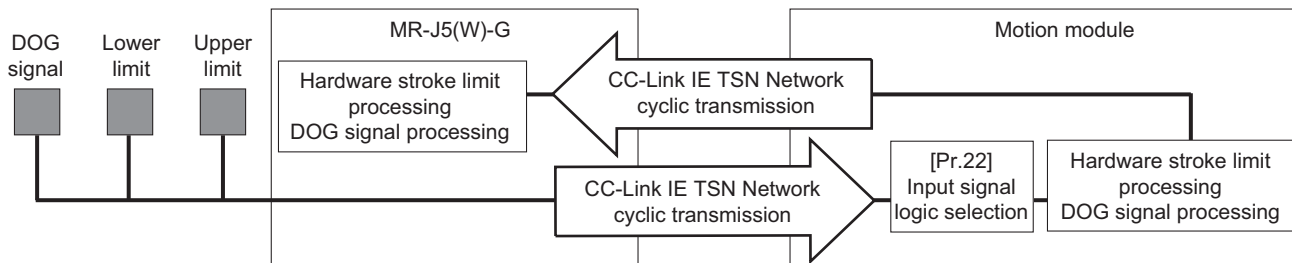 MR-J5(W)-G
Motion module
DOG
signal
Lower
limit
Upper
limit
Hardware stroke limit
processing
DOG signal processing
CC-Link IE TSN Network
cyclic transmission
CC-Link IE TSN Network
cyclic transmission
[Pr.22]
Input signal
logic selection
Hardware stroke limit
processing
DOG signal processing